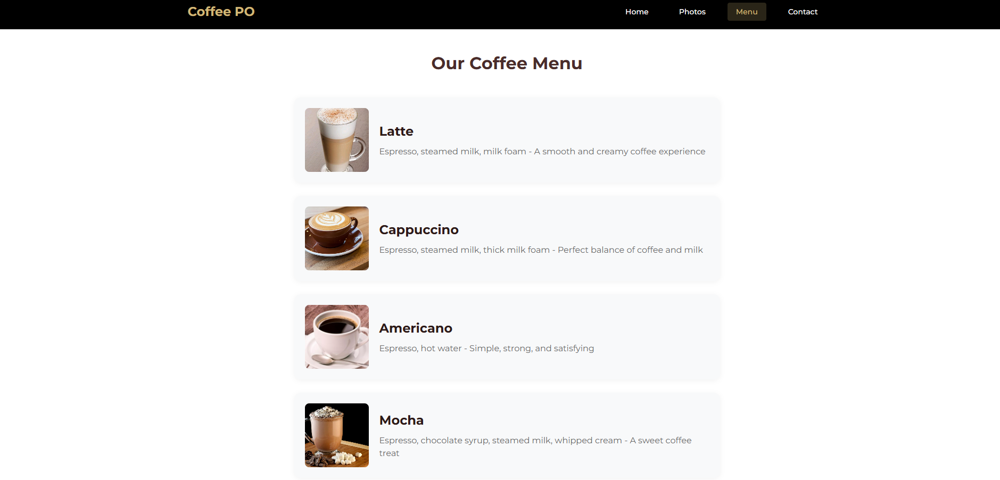 Coffee PO
Home Photos Menu Contact
Our Coffee Menu
Latte
Espresso, steamed milk, milk foam - A smooth and creamy coffee experience
Cappuccino
Espresso, steamed milk, thick milk foam - Perfect balance of coffee and milk
Americano
Espresso, hot water - Simple, strong, and satisfying
Mocha
Espresso, chocolate syrup, steamed milk, whipped cream - A sweet coffee
treat